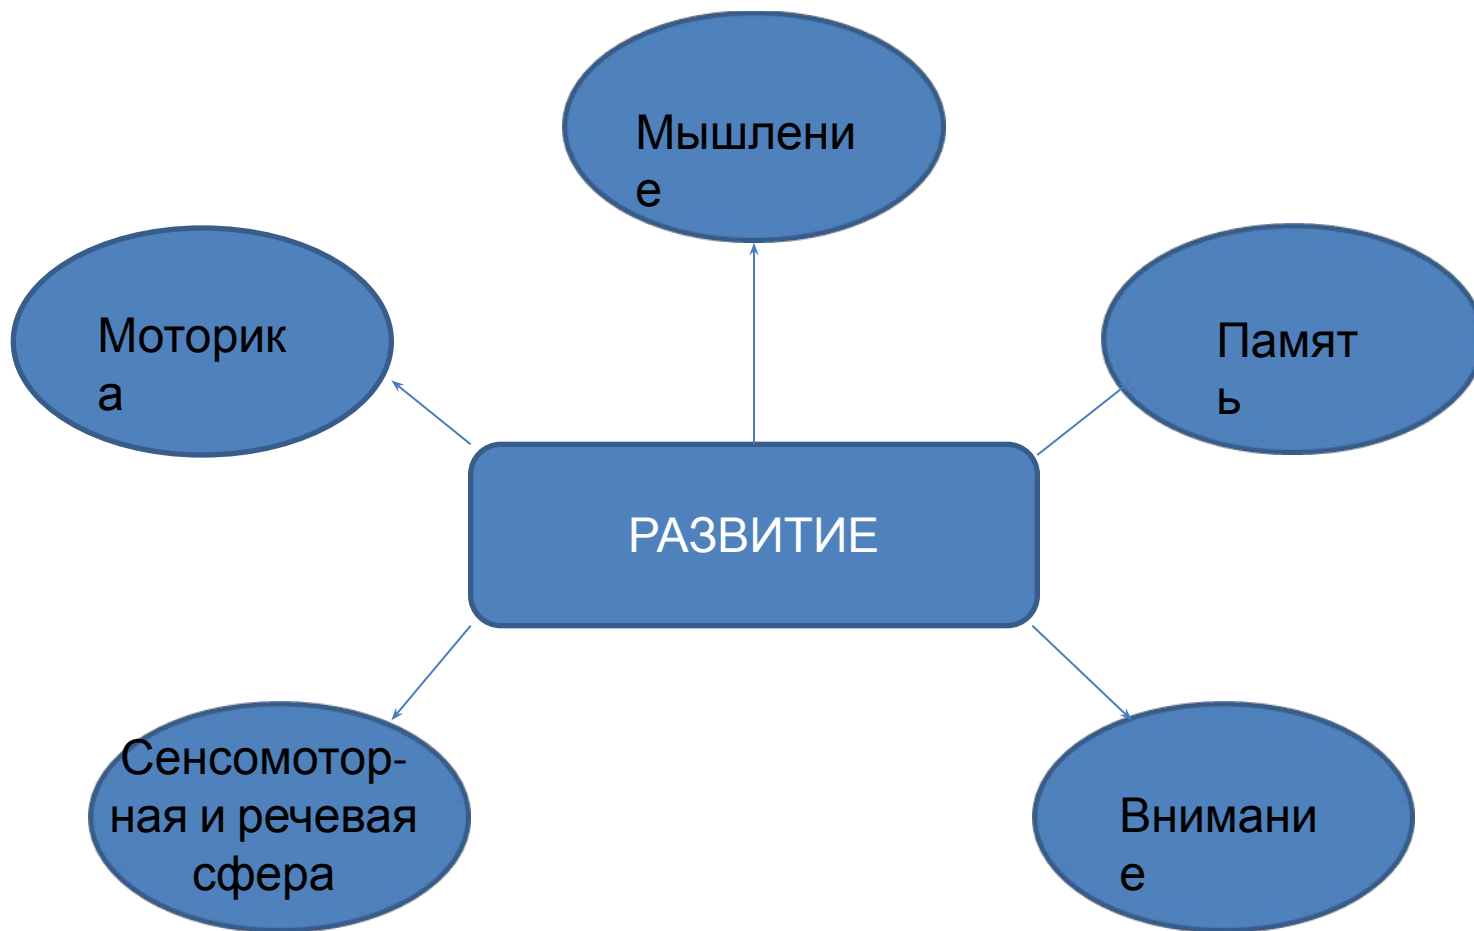 Мышлени
е
Моторик
а
Памят
ь
РАЗВИТИЕ
Сенсомотор-
ная и речевая
сфера
Внимани
е